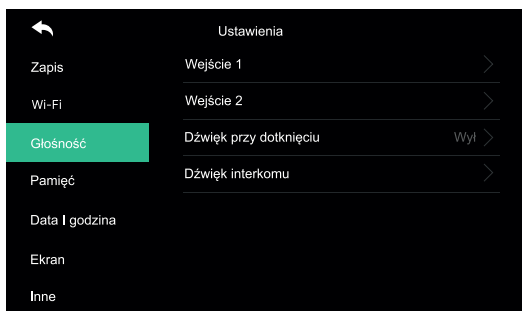 Ustawienia
Zapis
Wi-Fi
Głośność
Pamięć
Data I godzina
Ekran
Inne
Wejście 1
Wejście 2
Dźwięk przy dotknięciu Wył
Dźwięk interkomu